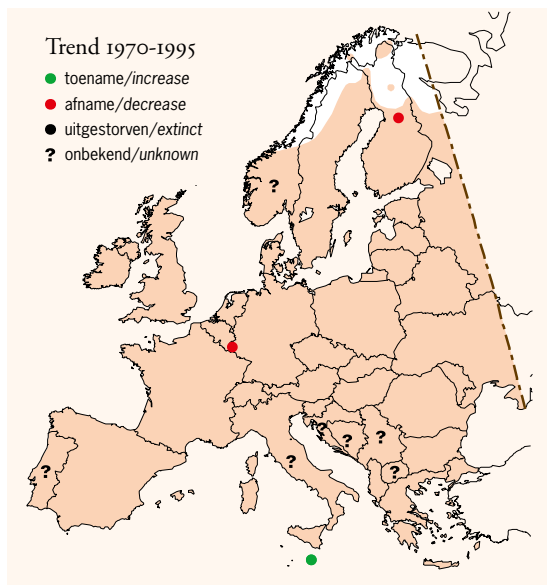 Trend 1970-1995
toename/increase
afname/decrease
uitgestorven/extinct
? onbekend/unknown
?
?
?
?
?
?
?